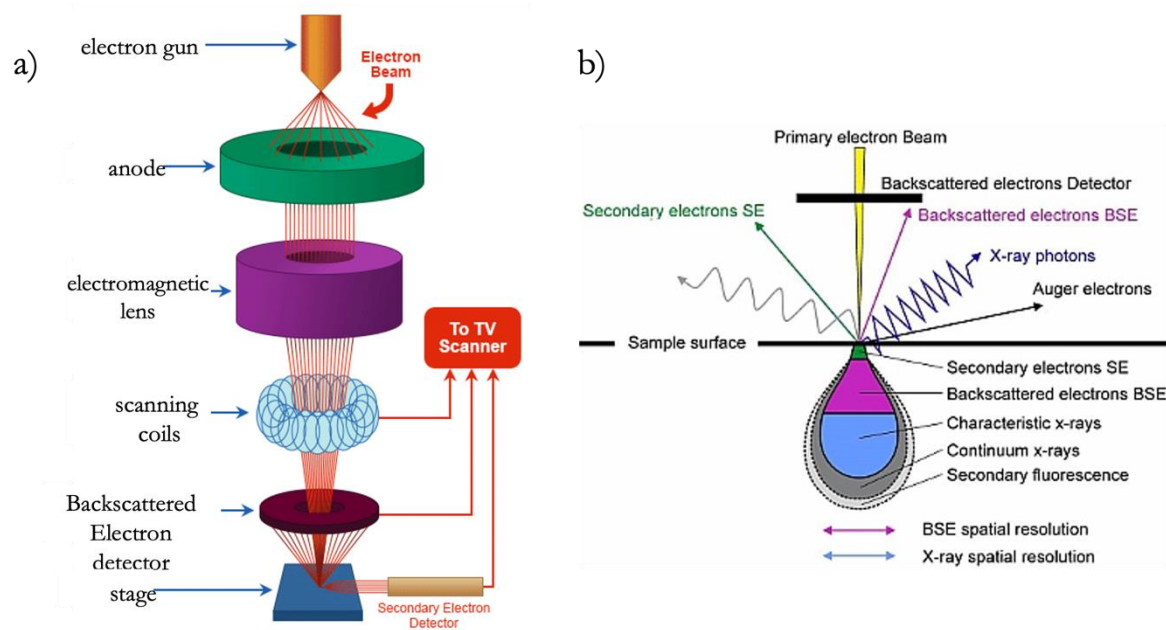 a)
electron gun
Electron
Beam
anode
electromagnetic
lens
To TV
Scanner
scanning
coils
Backscattered
Electron
detector
stage
Secondary Electron
Detector
b)
Primary electron Beam
Backscattered electrons Detector
Secondary electrons SE
Backscattered electrons BSE
X-ray photons
Auger electrons
Sample surface
Secondary electrons SE
Backscattered electrons BSE
Characteristic x-rays
Continuum x-rays
Secondary fluorescence
BSE spatial resolution
X-ray spatial resolution